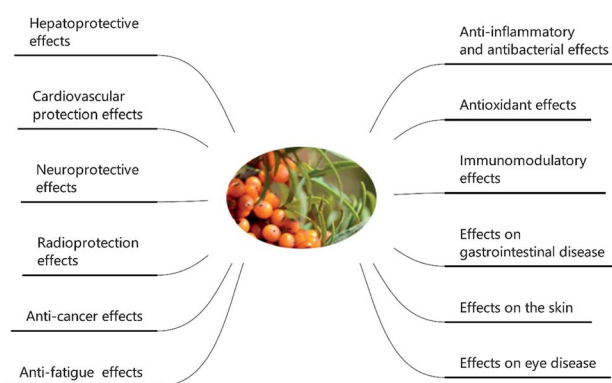 Hepatoprotective
effects
Cardiovascular
protection effects
Neuroprotective
effects
Radioprotection
effects
Anti-cancer effects
Anti-fatigue effects
Anti-inflammatory
and antibacterial effects
Antioxidant effects
Immunomodulatory
effects
Effects on
gastrointestinal disease
Effects on the skin
Effects on eye disease